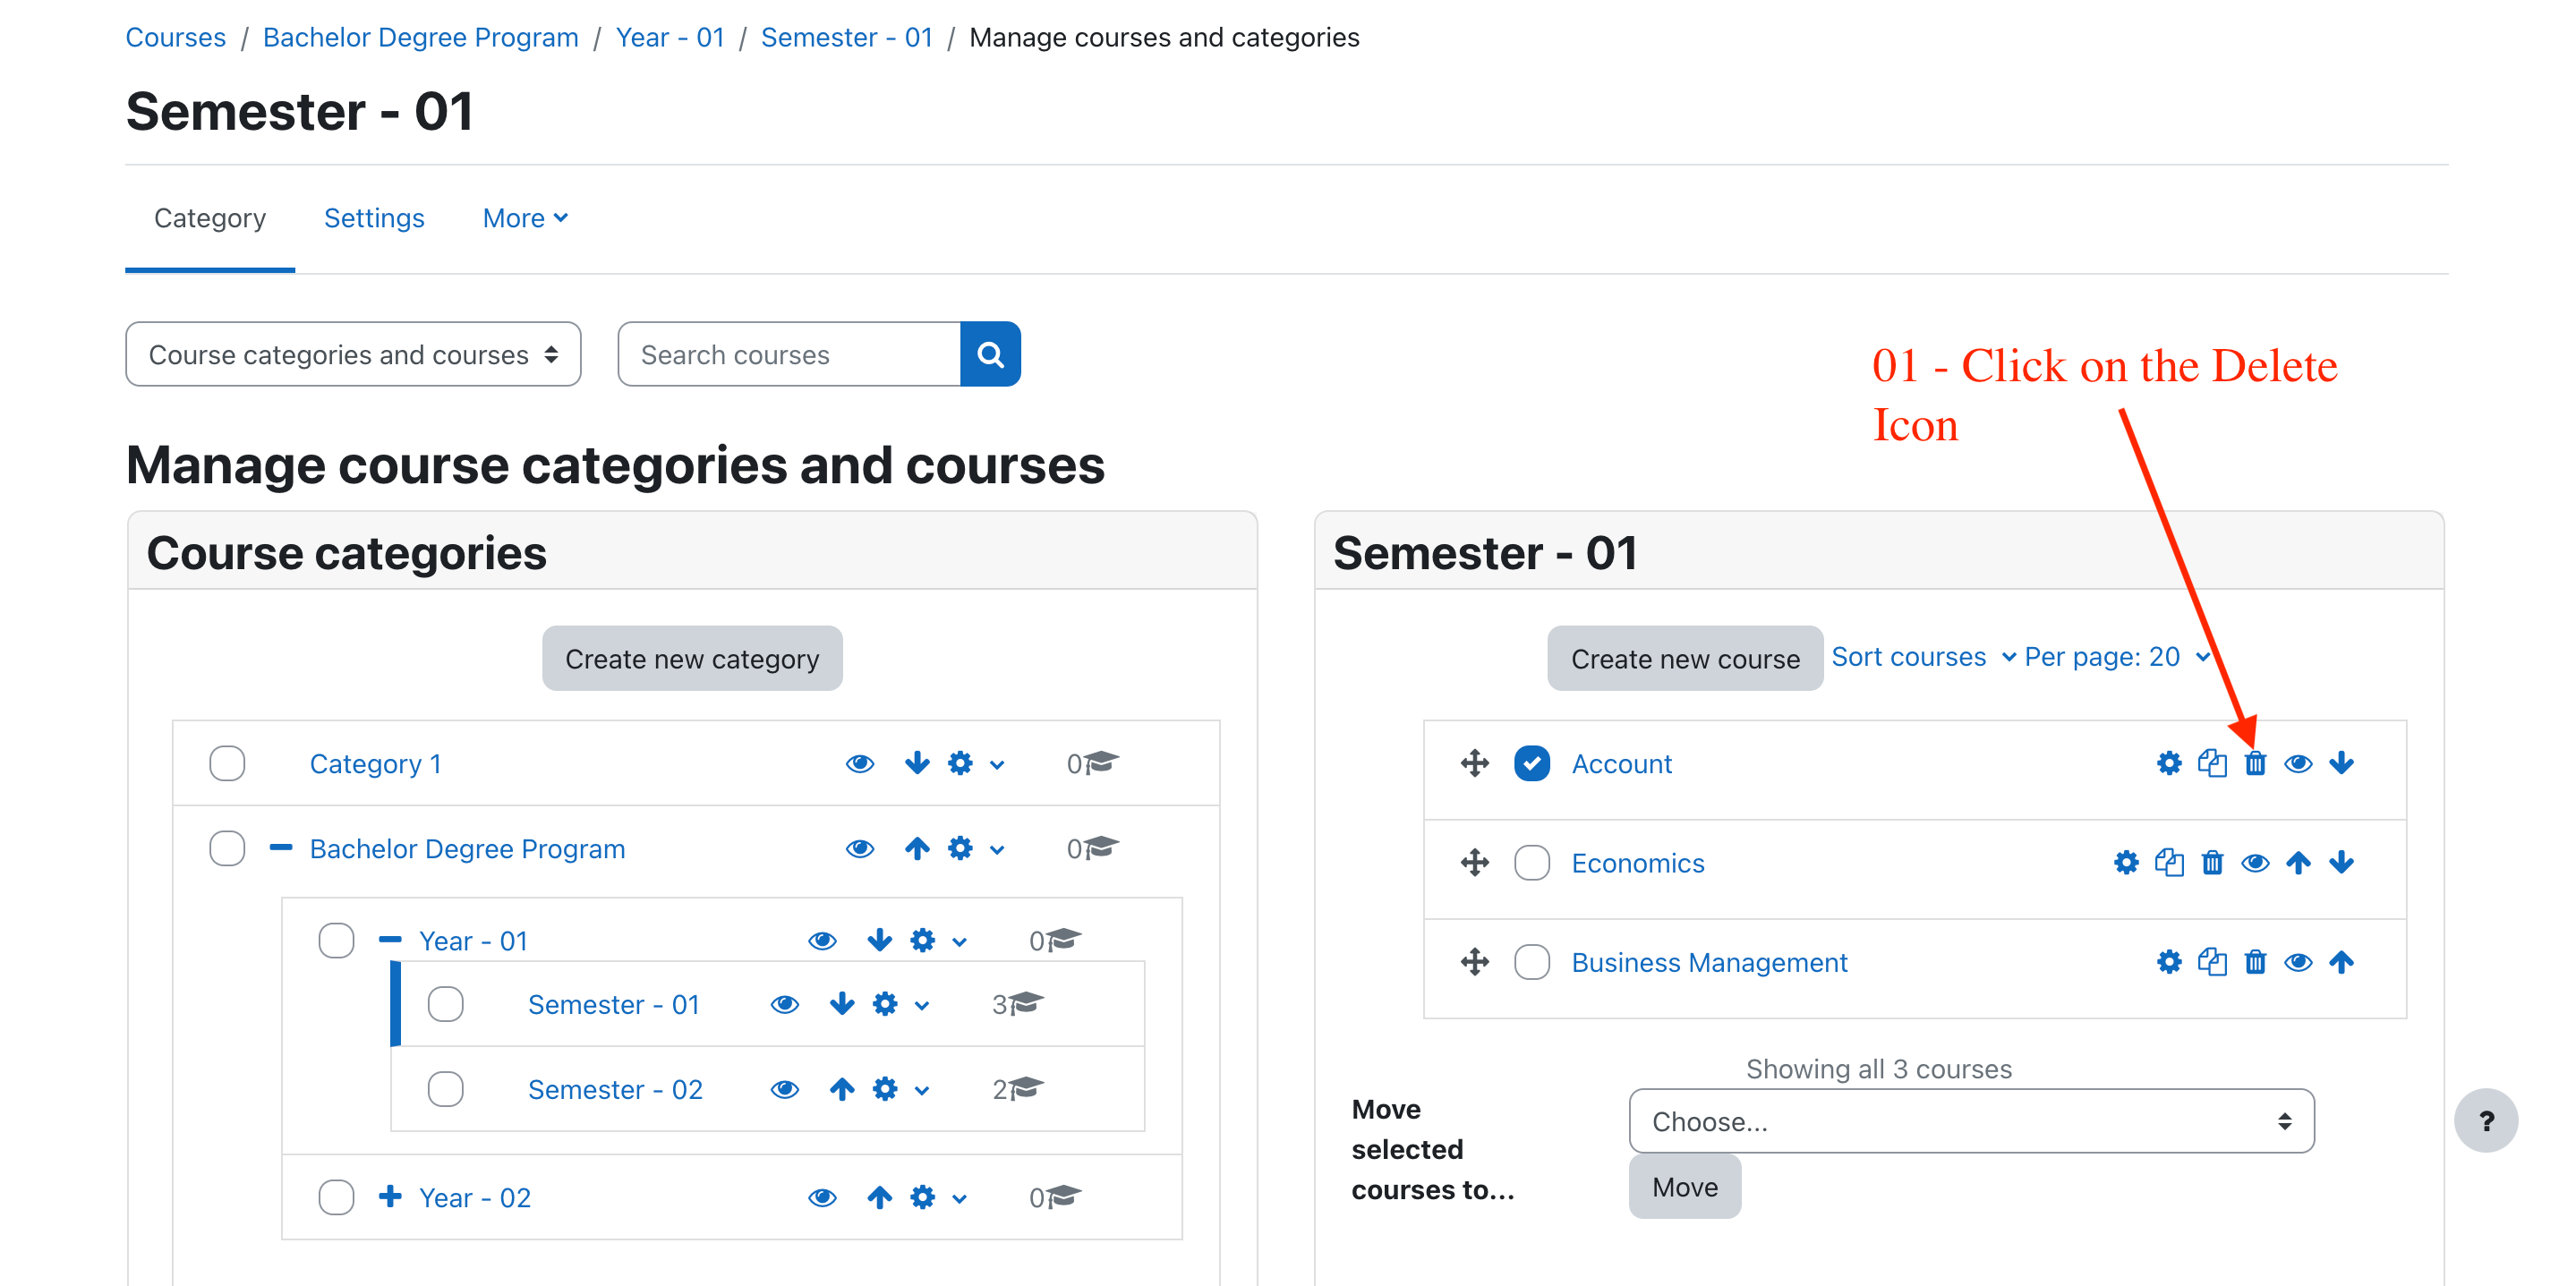 Courses / Bachelor Degree Program / Year - 01 / Semester - 01 / Manage courses and categories
Semester - 01
Category Settings More
Course categories and courses Search courses
01 - Click on the Delete
Icon
Manage course categories and courses
Course categories
Create new category
Category 1 0
Bachelor Degree Program 0
Year - 01 0
Semester - 01 3
Semester - 02 2
Year - 02 0
Semester - 01
Create new course Sort courses Per page: 20
Account
Economics
Business Management
Showing all 3 courses
Move
selected
courses to...
Choose...
Move
?